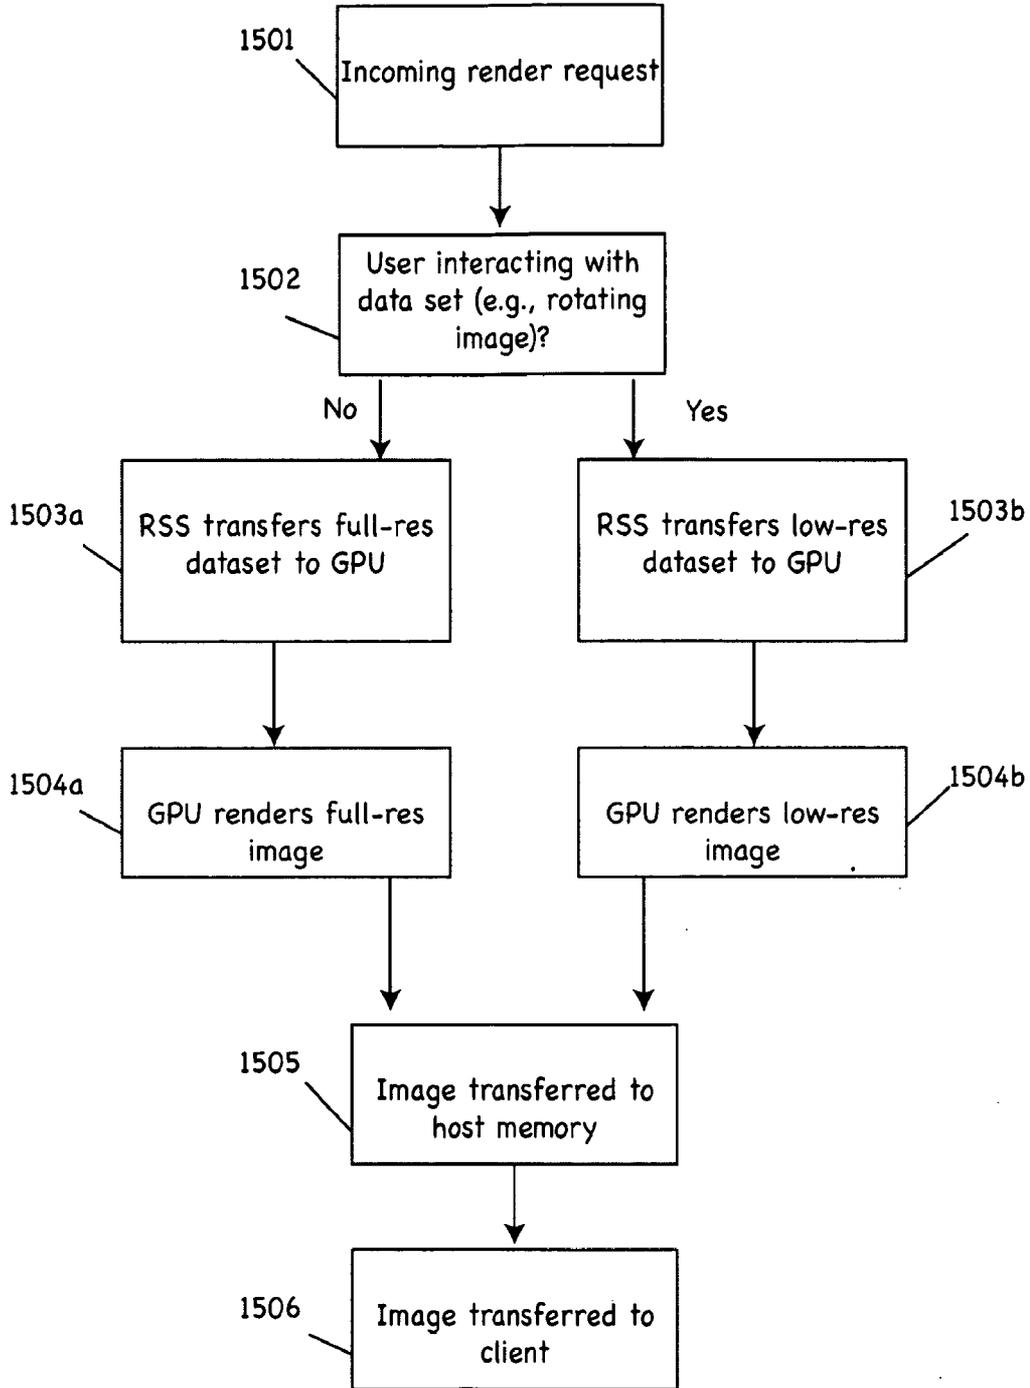 1501
Incoming render request
1502
User interacting with
data set (e.g., rotating
image)?
No
Yes
1503a
RSS transfers full-res
dataset to GPU
1503b
RSS transfers low-res
dataset to GPU
1504a
GPU renders full-res
image
1504b
GPU renders low-res
image
1505
Image transferred to
host memory
1506
Image transferred to
client